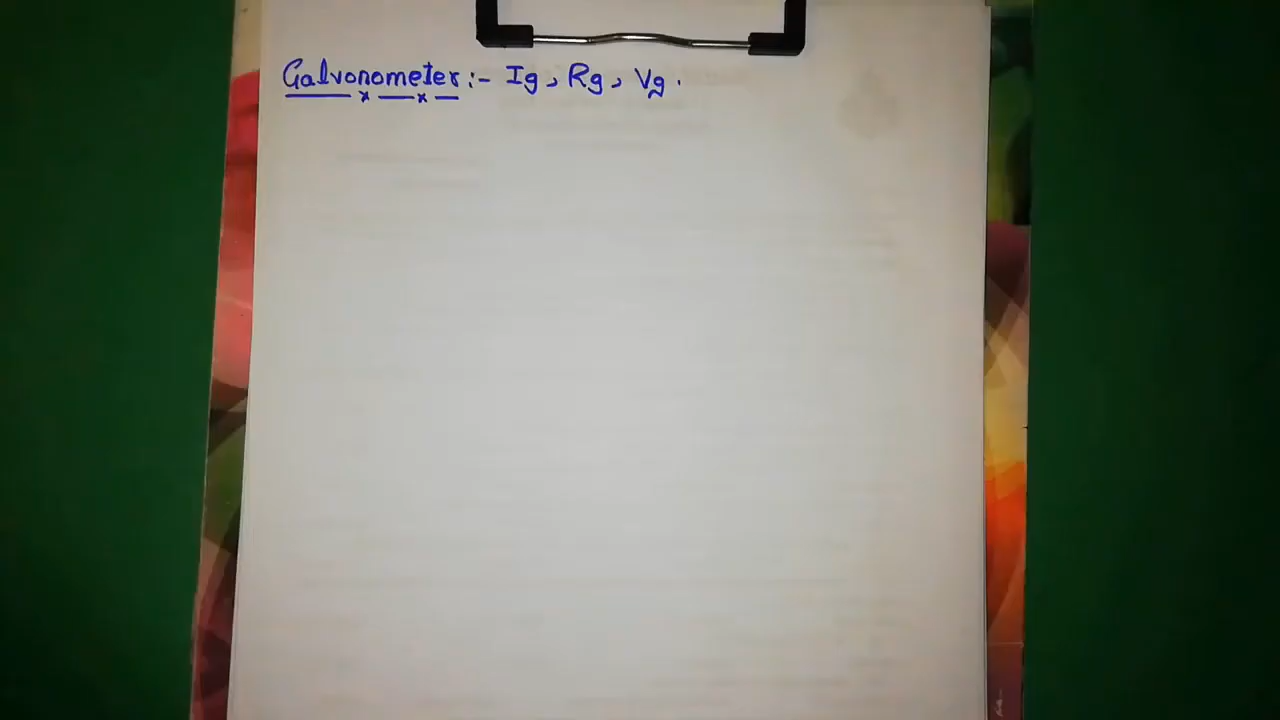 Galvonometer :- Ig, Rg, Vg.